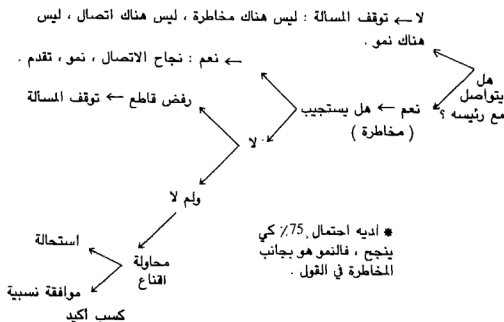 لا ← توقف المسألة : ليس هناك مخاطرة ، ليس هناك اتصال ، ليس
هناك نمو .
هل
يتواصل
مع رئيسه ؟
← نعم : نجاح الاتصال ، نمو ، تقدم .
نعم ← هل يستجيب
( مخاطرة )
رفض قاطع ← توقف المسألة
لا
ولم لا
محاولة
اقناع
استحالة
موافقة نسبية
كسب اكيد
* لديه احتمال 75٪ كي
ينجح ، فالنمو هو بجانب
المخاطرة في القول .